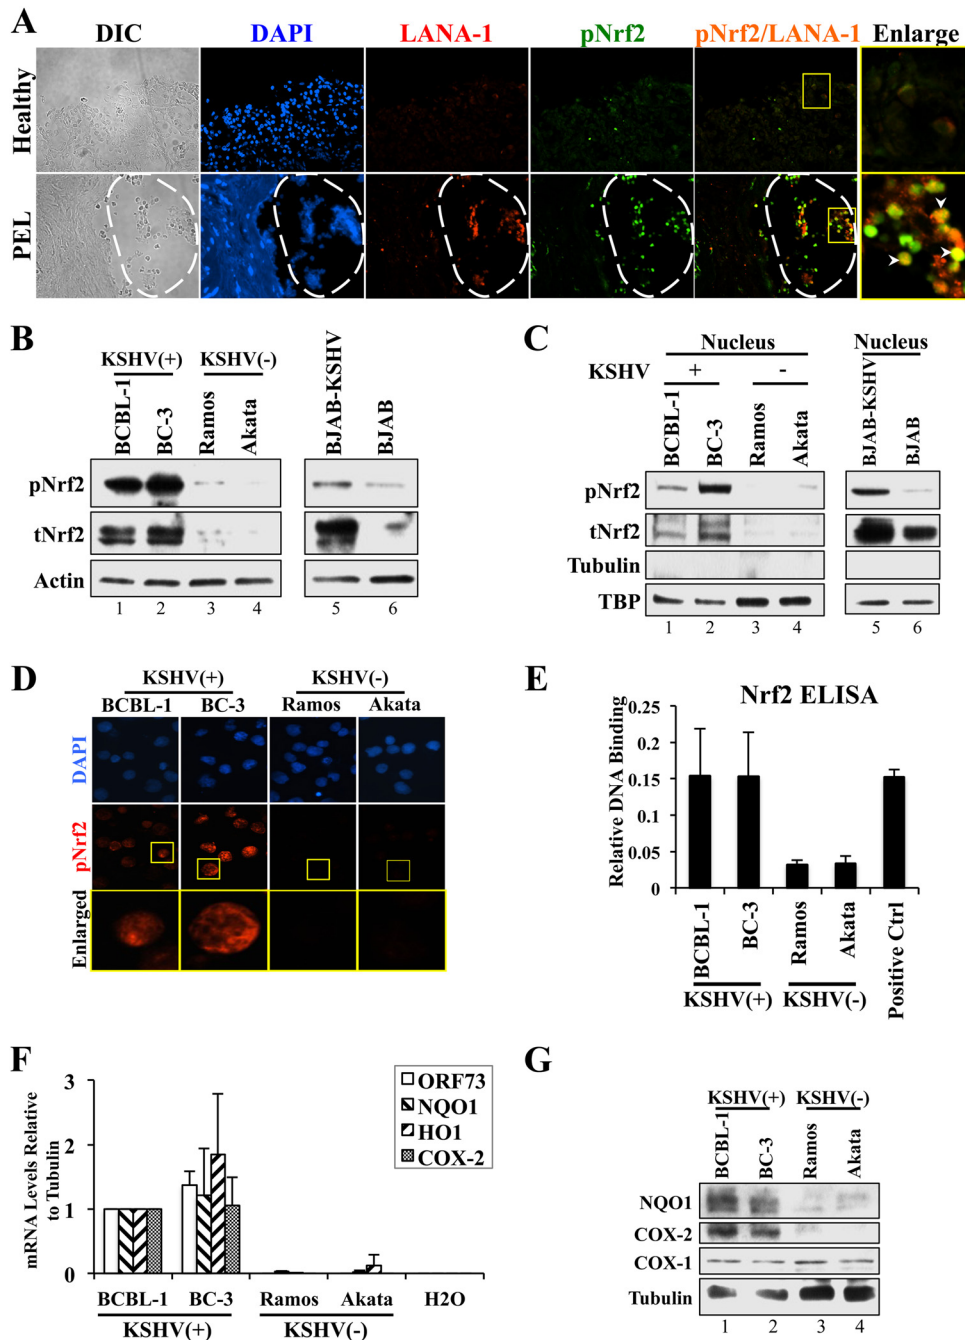 A
DIC DAPI LANA-1 pNrf2 pNrf2/LANA-1 Enlarge
Healthy
PEL
B
KSHV(+) KSHV(-)
BCBL-1 BC-3 Ramos Akata BJAB-KSHV BJAB
pNrf2
tNrf2
Actin
1 2 3 4 5 6
C
Nucleus Nucleus
KSHV + -
BCBL-1 BC-3 Ramos Akata BJAB-KSHV BJAB
pNrf2
tNrf2
Tubulin
TBP
1 2 3 4 5 6
D
KSHV(+) KSHV(-)
BCBL-1 BC-3 Ramos Akata
DAPI
pNrf2
Enlarged
E
Nrf2 ELISA
Relative DNA Binding
0.25
0.2
0.15
0.1
0.05
0
BCBL-1 BC-3 Ramos Akata Positive Ctrl
KSHV(+) KSHV(-)
F
mRNA Levels Relative
to Tubulin
3
2
1
0
ORF73
NQO1
HO1
COX-2
BCBL-1 BC-3 Ramos Akata H2O
KSHV(+) KSHV(-)
G
KSHV(+) KSHV(-)
BCBL-1 BC-3 Ramos Akata
NQO1
COX-2
COX-1
Tubulin
1 2 3 4